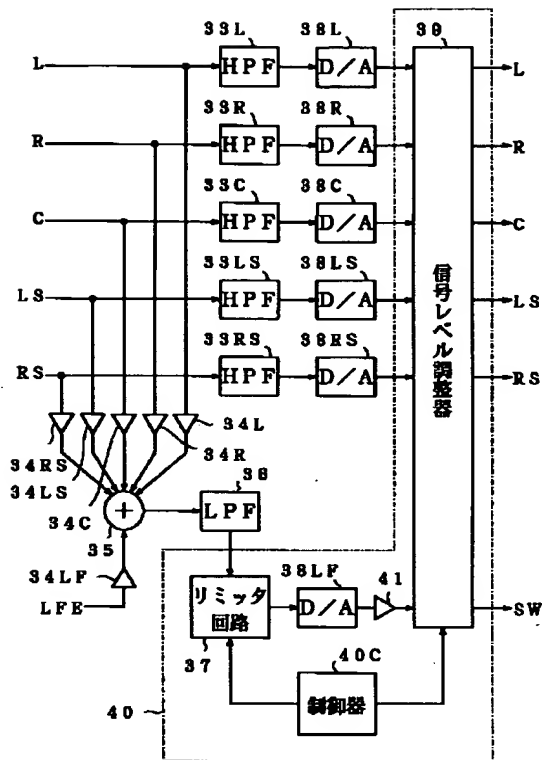 33L 38L 39
L HPF D/A L
33R 38R
R HPF D/A R
33C 38C
C HPF D/A C
33LS 38LS
LS HPF D/A LS
33RS 38RS
RS HPF D/A RS
信号レベル調整器
34L
34RS 34R
34LS 36
34C + LPF
35
34LF 38LF 41
LFE リミッタ回路 D/A SW
37 40C
40 制御器